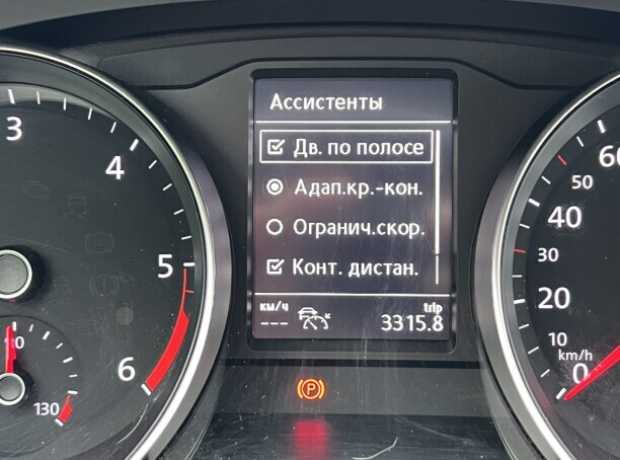 Ассистенты
Дв. по полосе
Адап.кр.-кон.
Огранич.скор.
Конт. дистан.
км/ч
trip
---
3315.8
3
4
5
6
90
130
60
50
40
30
20
10
km/h
0
P